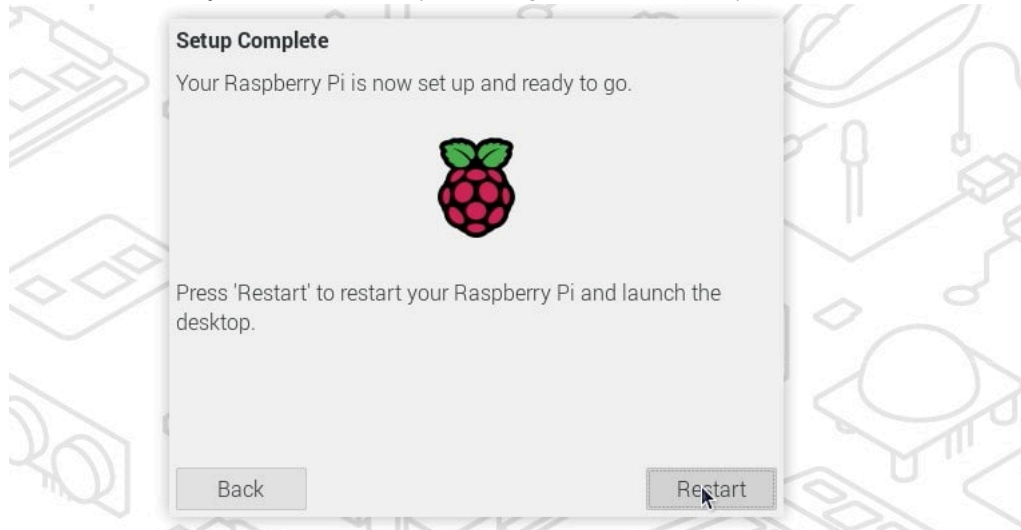 Setup Complete
Your Raspberry Pi is now set up and ready to go.
Press 'Restart' to restart your Raspberry Pi and launch the
desktop.
Back
Restart